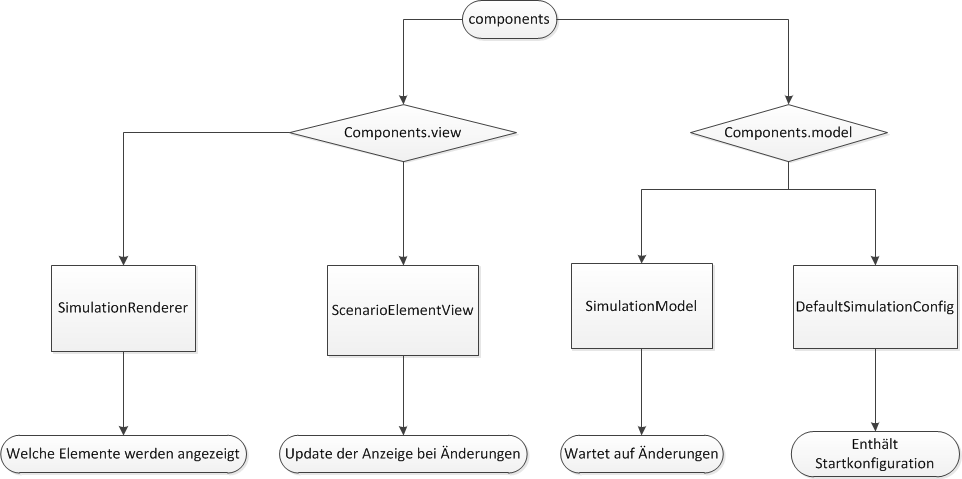 components
Components.view
Components.model
SimulationRenderer
ScenarioElementView
SimulationModel
DefaultSimulationConfig
Welche Elemente werden angezeigt
Update der Anzeige bei Änderungen
Wartet auf Änderungen
Enthält
Startkonfiguration